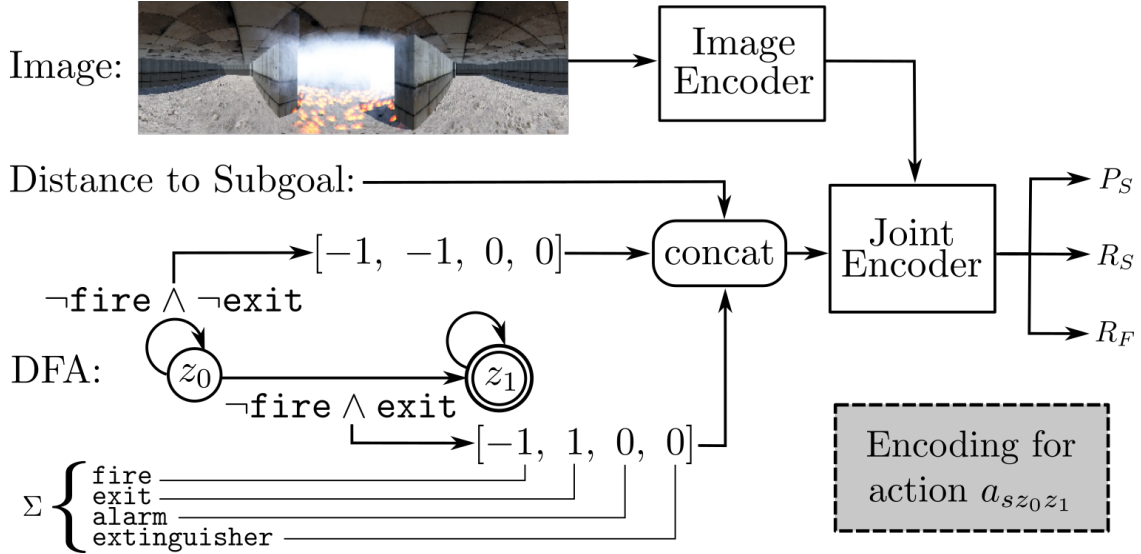 Image:
Image
Encoder
Distance to Subgoal:
[−1, −1, 0, 0]
concat
Joint
Encoder
P_S
R_S
R_F
¬fire ∧ ¬exit
DFA:
z_0
z_1
¬fire ∧ exit
[−1, 1, 0, 0]
Σ
fire
exit
alarm
extinguisher
Encoding for
action a_{sz_0z_1}